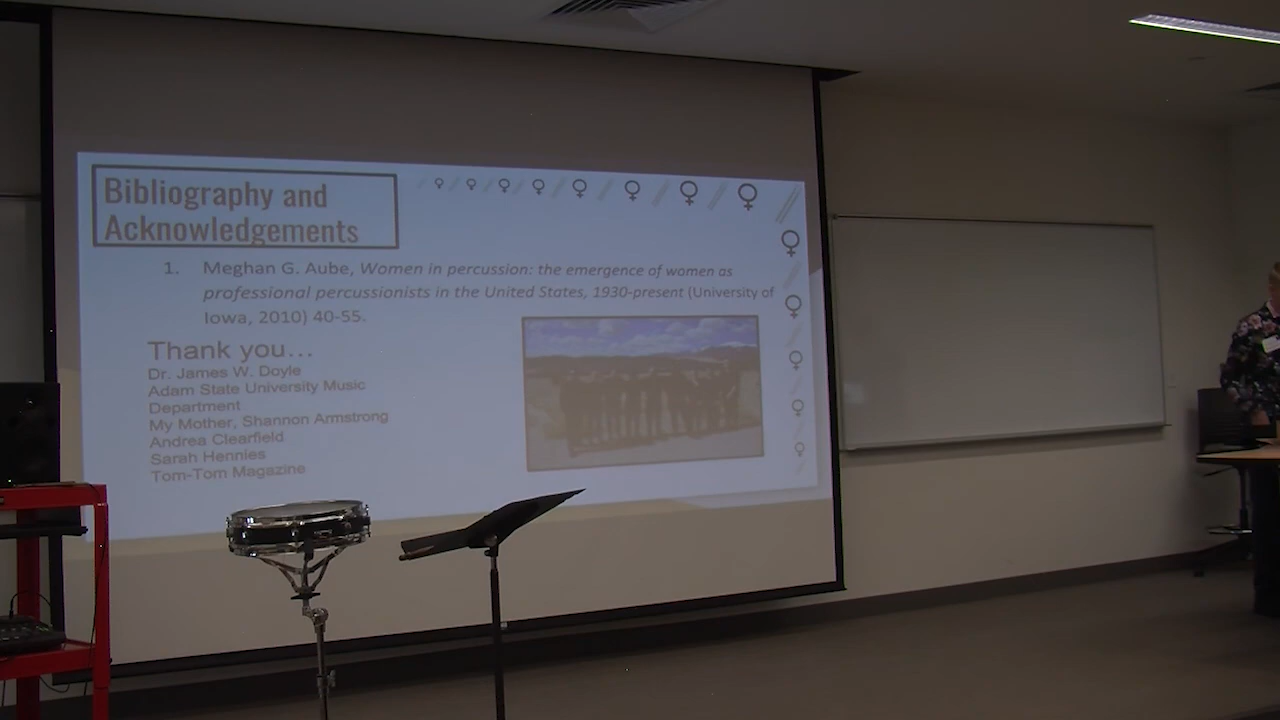 Bibliography and
Acknowledgements
1. Meghan G. Aube, Women in percussion: the emergence of women as
professional percussionists in the United States, 1930-present (University of
Iowa, 2010) 40-55.
Thank you...
Dr. James W. Doyle
Adam State University Music
Department
My Mother, Shannon Armstrong
Andrea Clearfield
Sarah Hennies
Tom-Tom Magazine